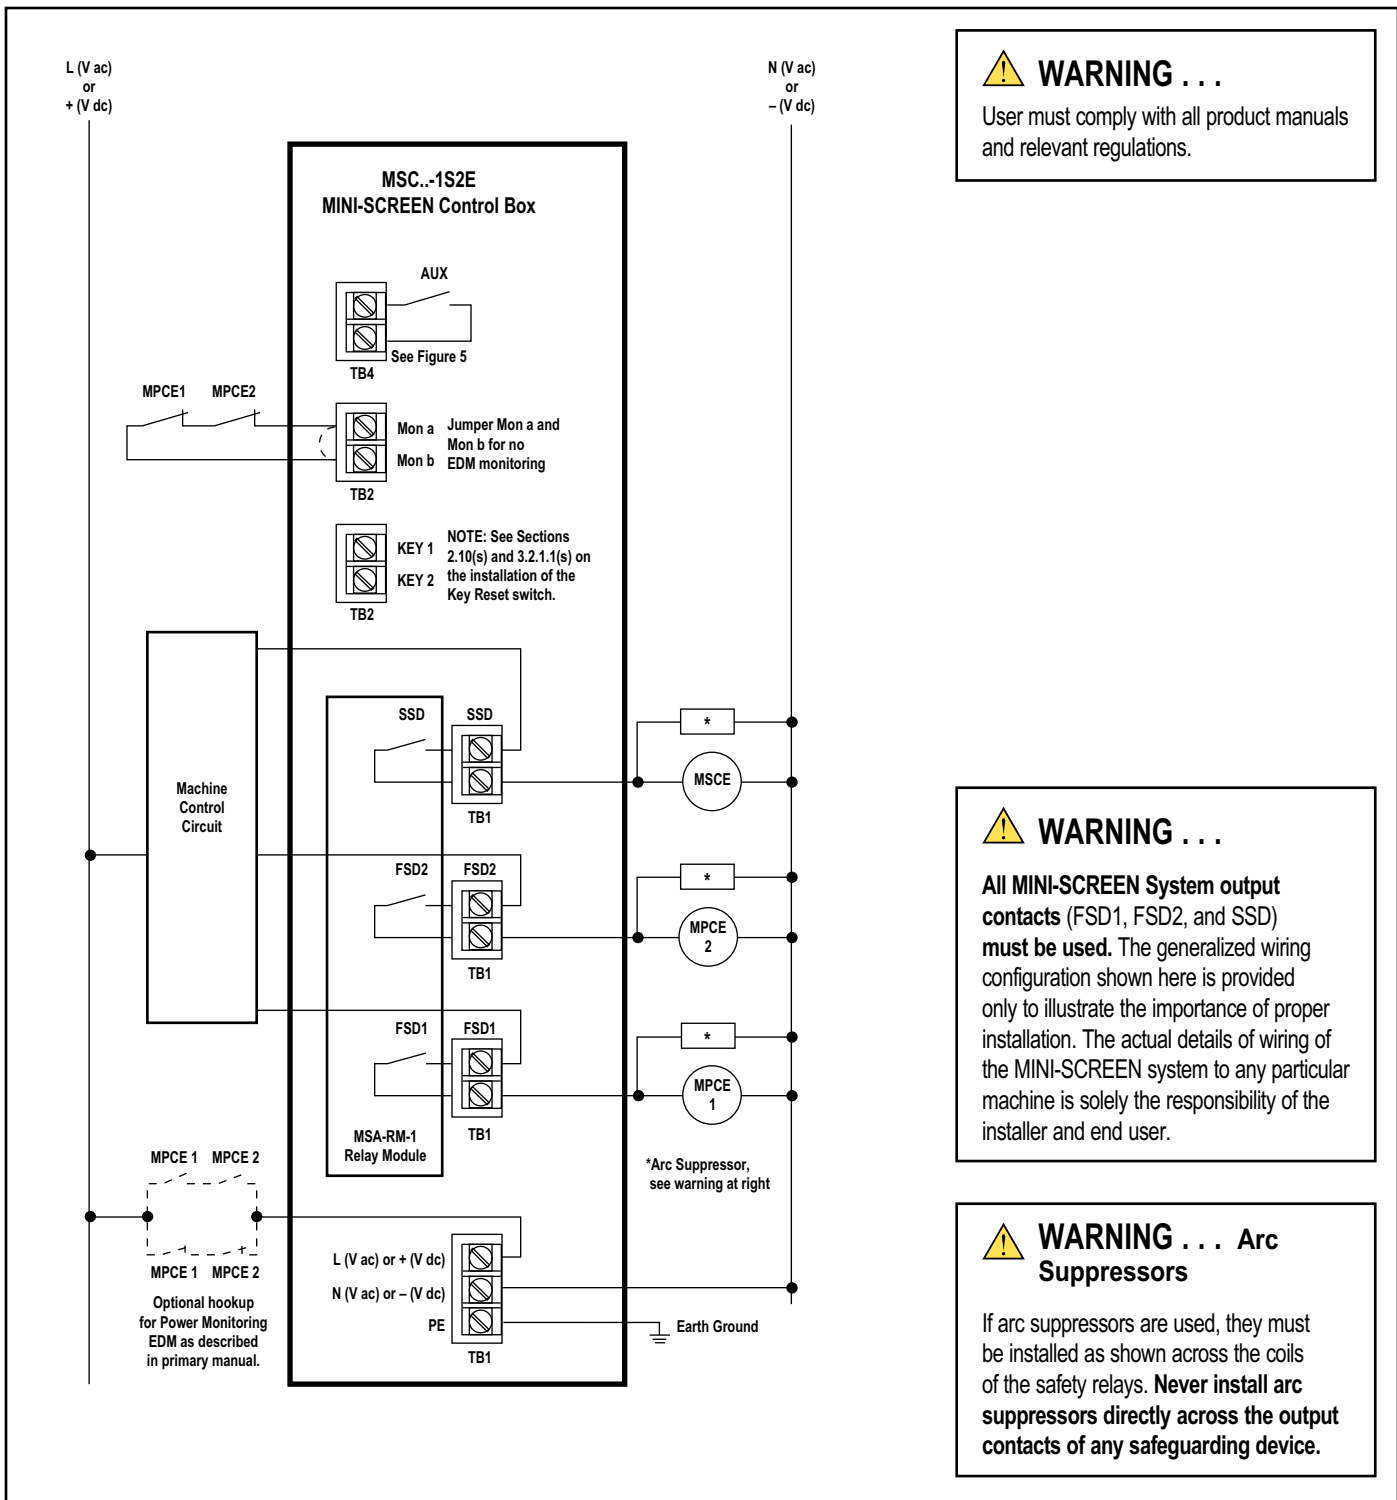 L (V ac)
or
+ (V dc)
N (V ac)
or
– (V dc)
WARNING . . .
User must comply with all product manuals
and relevant regulations.
MSC..-1S2E
MINI-SCREEN Control Box
AUX
See Figure 5
TB4
MPCE1 MPCE2
Mon a
Mon b
Jumper Mon a and
Mon b for no
EDM monitoring
TB2
KEY 1
KEY 2
NOTE: See Sections
2.10(s) and 3.2.1.1(s) on
the installation of the
Key Reset switch.
TB2
Machine
Control
Circuit
SSD SSD
*
MSCE
TB1
FSD2 FSD2
*
MPCE
2
TB1
FSD1 FSD1
*
MPCE
1
TB1
MSA-RM-1
Relay Module
*Arc Suppressor,
see warning at right
MPCE 1 MPCE 2
MPCE 1 MPCE 2
Optional hookup
for Power Monitoring
EDM as described
in primary manual.
L (V ac) or + (V dc)
N (V ac) or – (V dc)
PE
Earth Ground
TB1
WARNING . . .
All MINI-SCREEN System output
contacts (FSD1, FSD2, and SSD)
must be used. The generalized wiring
configuration shown here is provided
only to illustrate the importance of proper
installation. The actual details of wiring of
the MINI-SCREEN system to any particular
machine is solely the responsibility of the
installer and end user.
WARNING . . . Arc
Suppressors
If arc suppressors are used, they must
be installed as shown across the coils
of the safety relays. Never install arc
suppressors directly across the output
contacts of any safeguarding device.